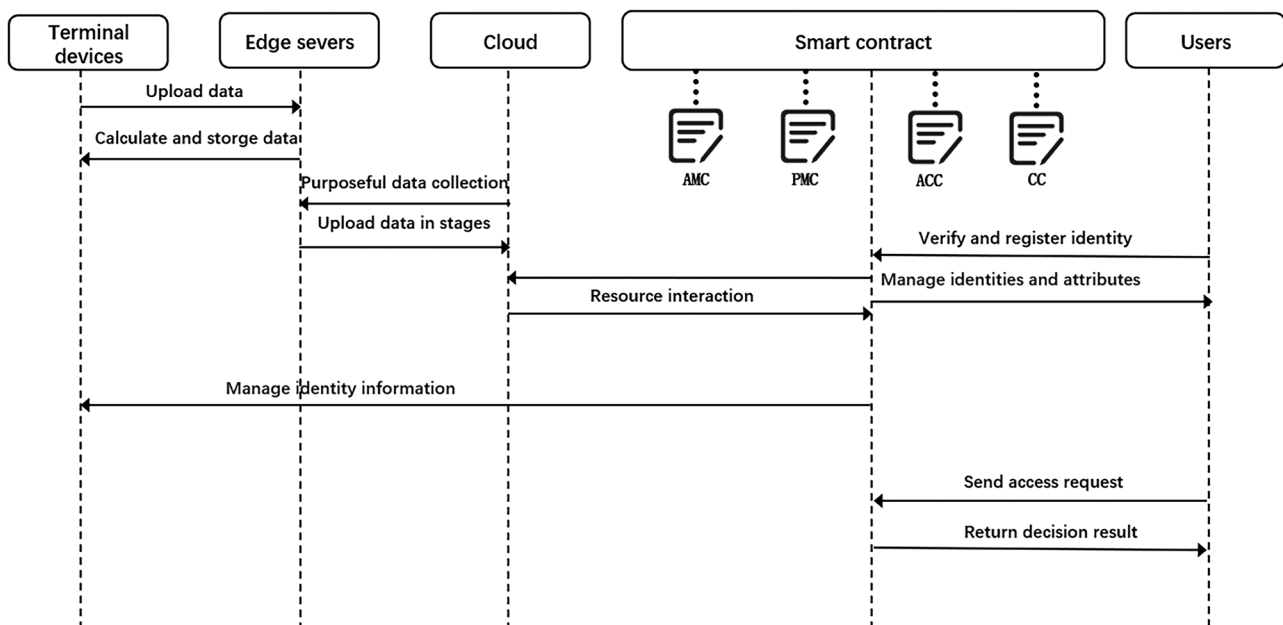 Terminal
devices
Edge severs
Cloud
Smart contract
Users
Upload data
Calculate and storge data
AMC
PMC
ACC
CC
Purposeful data collection
Upload data in stages
Verify and register identity
Manage identities and attributes
Resource interaction
Manage identity information
Send access request
Return decision result